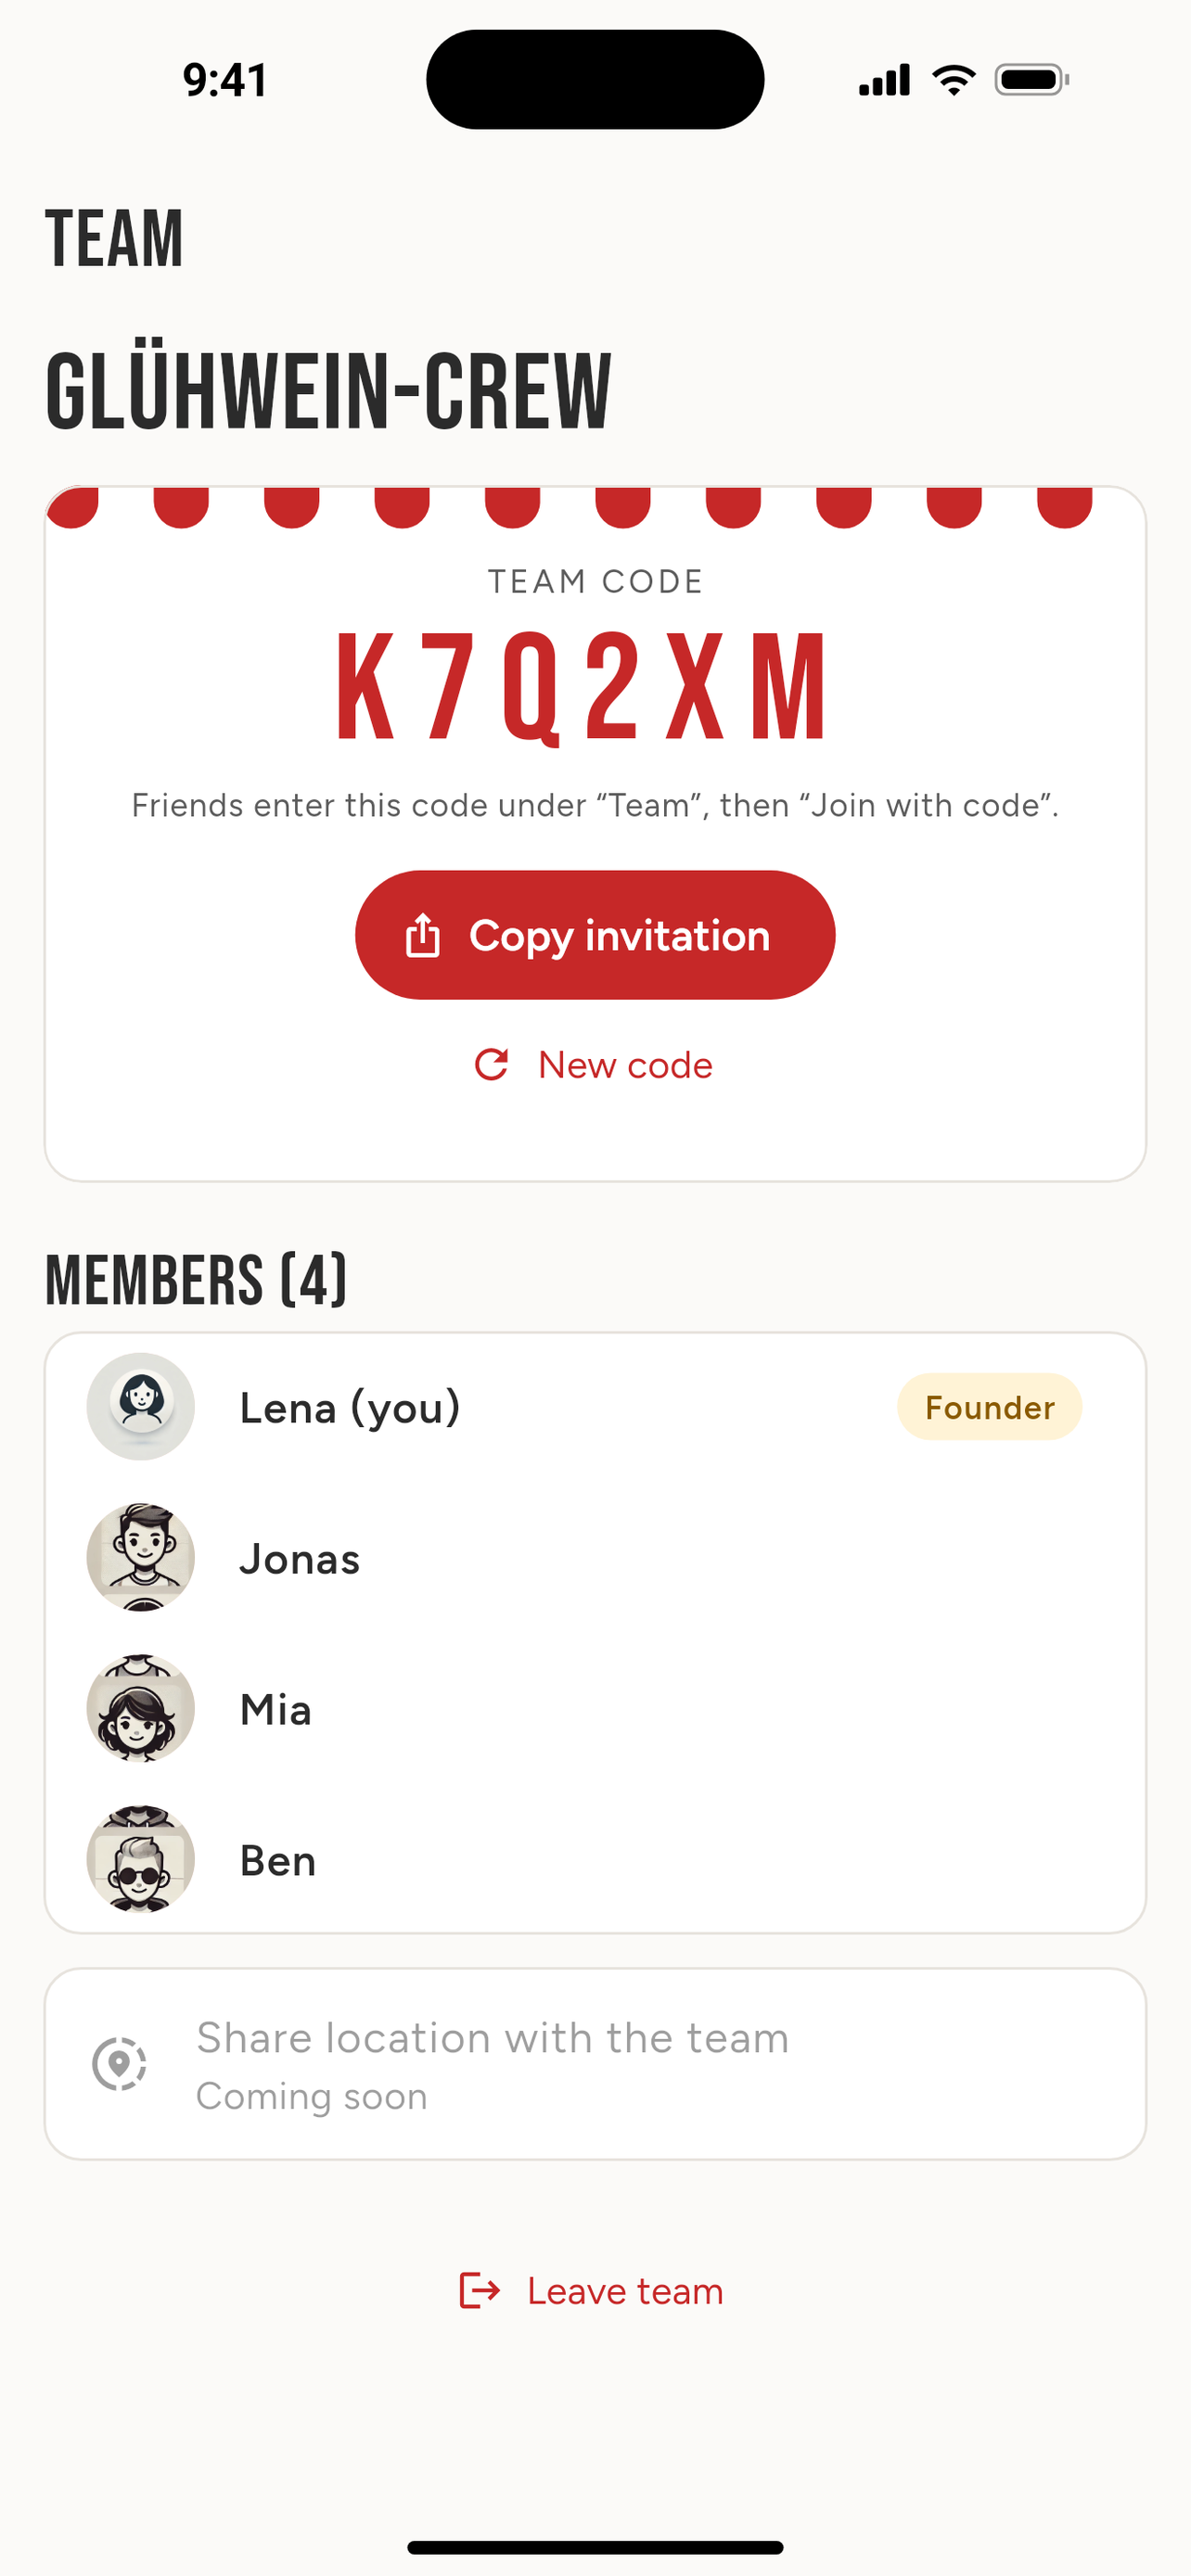 9:41
TEAM
GLÜHWEIN-CREW
TEAM CODE
K7Q2XM
Friends enter this code under “Team”, then “Join with code”.
Copy invitation
New code
MEMBERS (4)
Lena (you)
Founder
Jonas
Mia
Ben
Share location with the team
Coming soon
Leave team